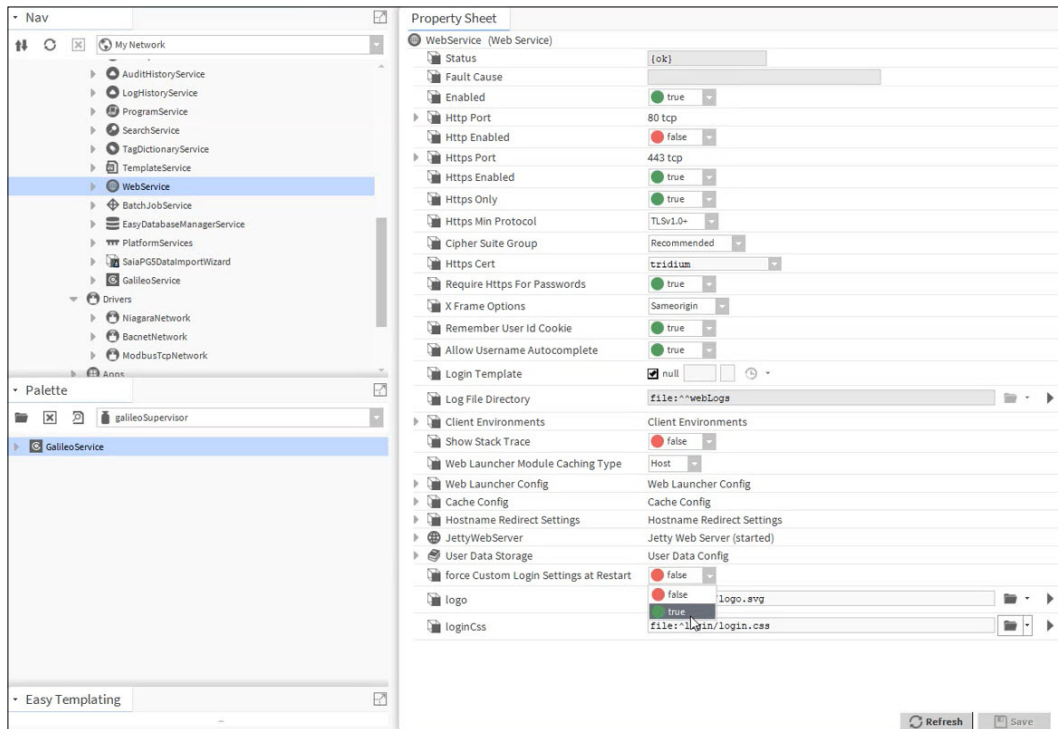 Nav
My Network
AuditHistoryService
LogHistoryService
ProgramService
SearchService
TagDictionaryService
TemplateService
WebService
BatchJobService
EasyDatabaseManagerService
PlatformServices
SaiaPG5DataImportWizard
GalileoService
Drivers
NiagaraNetwork
BacnetNetwork
ModbusTcpNetwork
Apps
Palette
galileoSupervisor
GalileoService
Easy Templating
Property Sheet
WebService (Web Service)
Status {ok}
Fault Cause
Enabled true
Http Port 80 tcp
Http Enabled false
Https Port 443 tcp
Https Enabled true
Https Only true
Https Min Protocol TLSv1.0+
Cipher Suite Group Recommended
Https Cert tridium
Require Https For Passwords true
X Frame Options Sameorigin
Remember User Id Cookie true
Allow Username Autocomplete true
Login Template null
Log File Directory file:^^webLogs
Client Environments Client Environments
Show Stack Trace false
Web Launcher Module Caching Type Host
Web Launcher Config Web Launcher Config
Cache Config Cache Config
Hostname Redirect Settings Hostname Redirect Settings
JettyWebServer Jetty Web Server (started)
User Data Storage User Data Config
force Custom Login Settings at Restart false
false
logo logo.svg
true
loginCss file:^login/login.css
Refresh Save